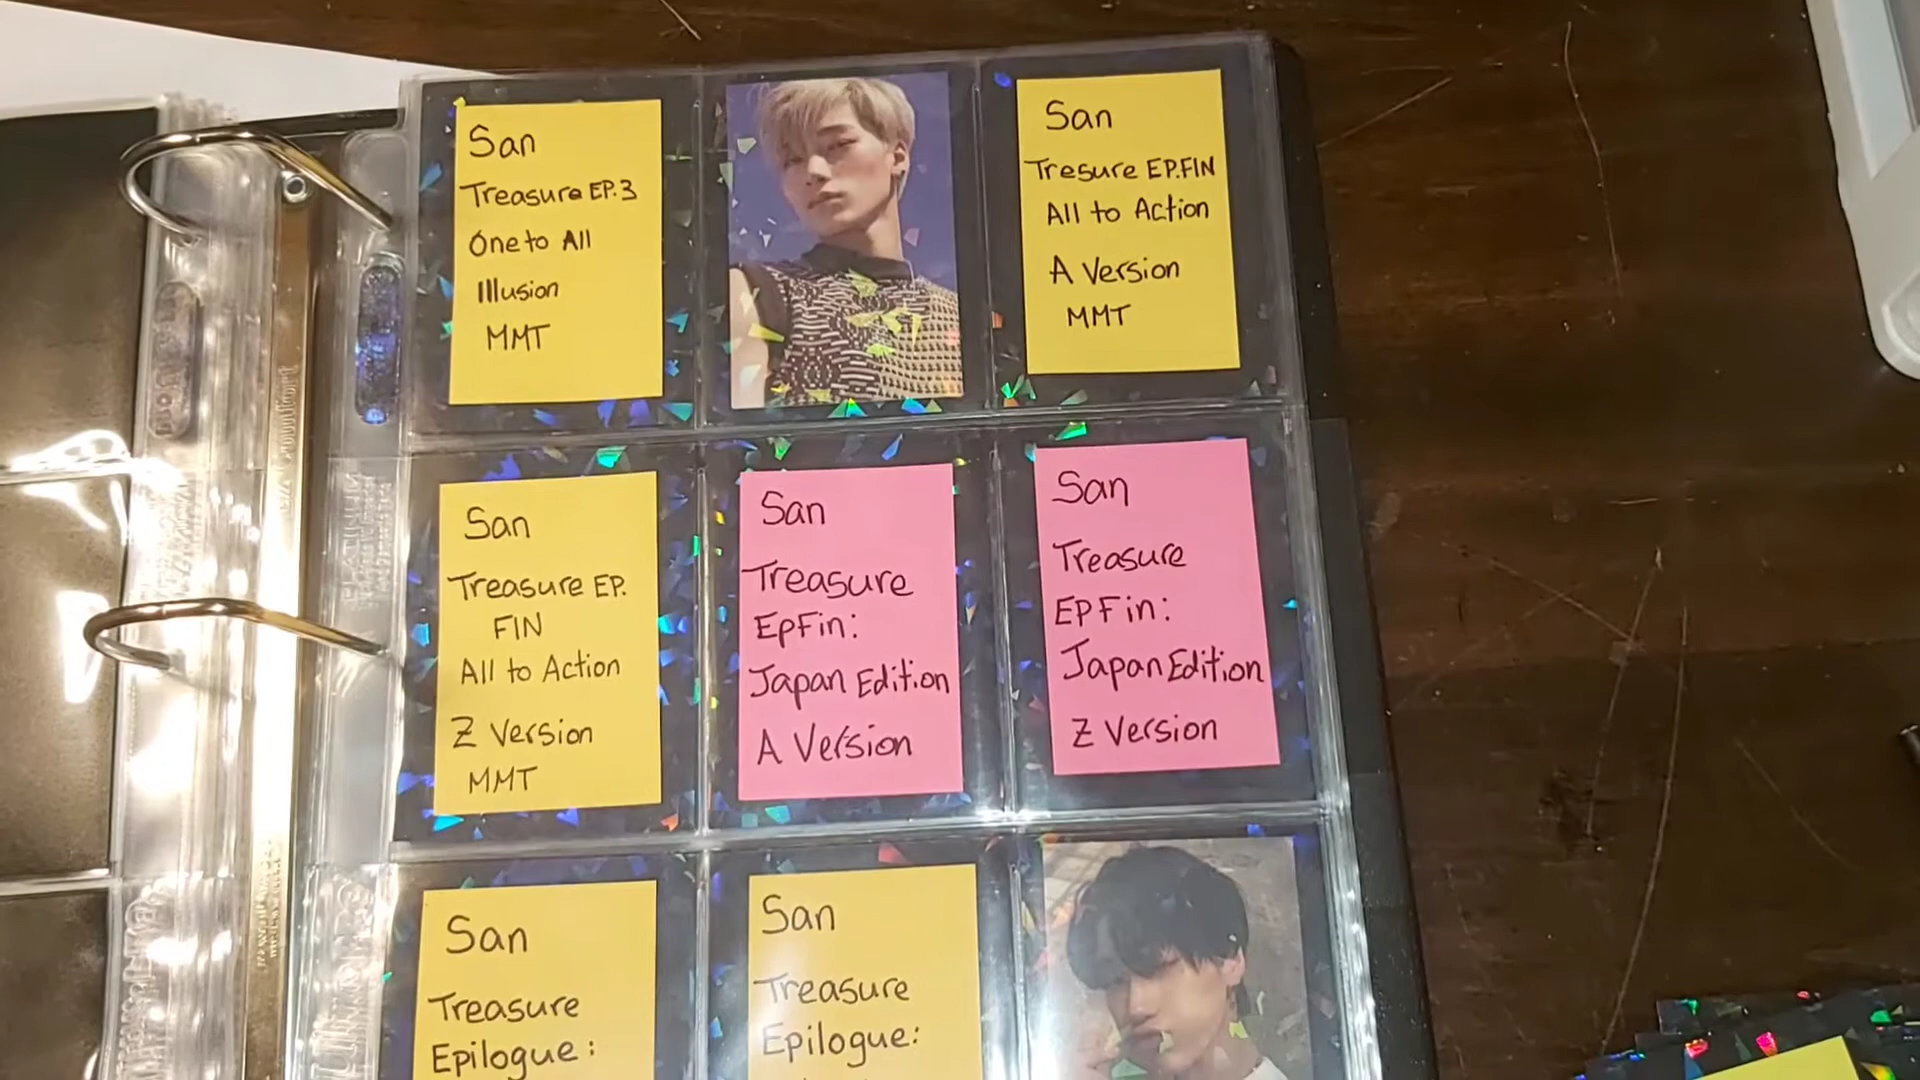 San
Treasure EP.3
One to All
Illusion
MMT
San
Tresure EP.FIN
All to Action
A Version
MMT
San
Treasure EP.
FIN
All to Action
Z Version
MMT
San
Treasure
EpFin:
Japan Edition
A Version
San
Treasure
EP Fin:
Japan Edition
Z Version
San
Treasure
Epilogue:
San
Treasure
Epilogue: